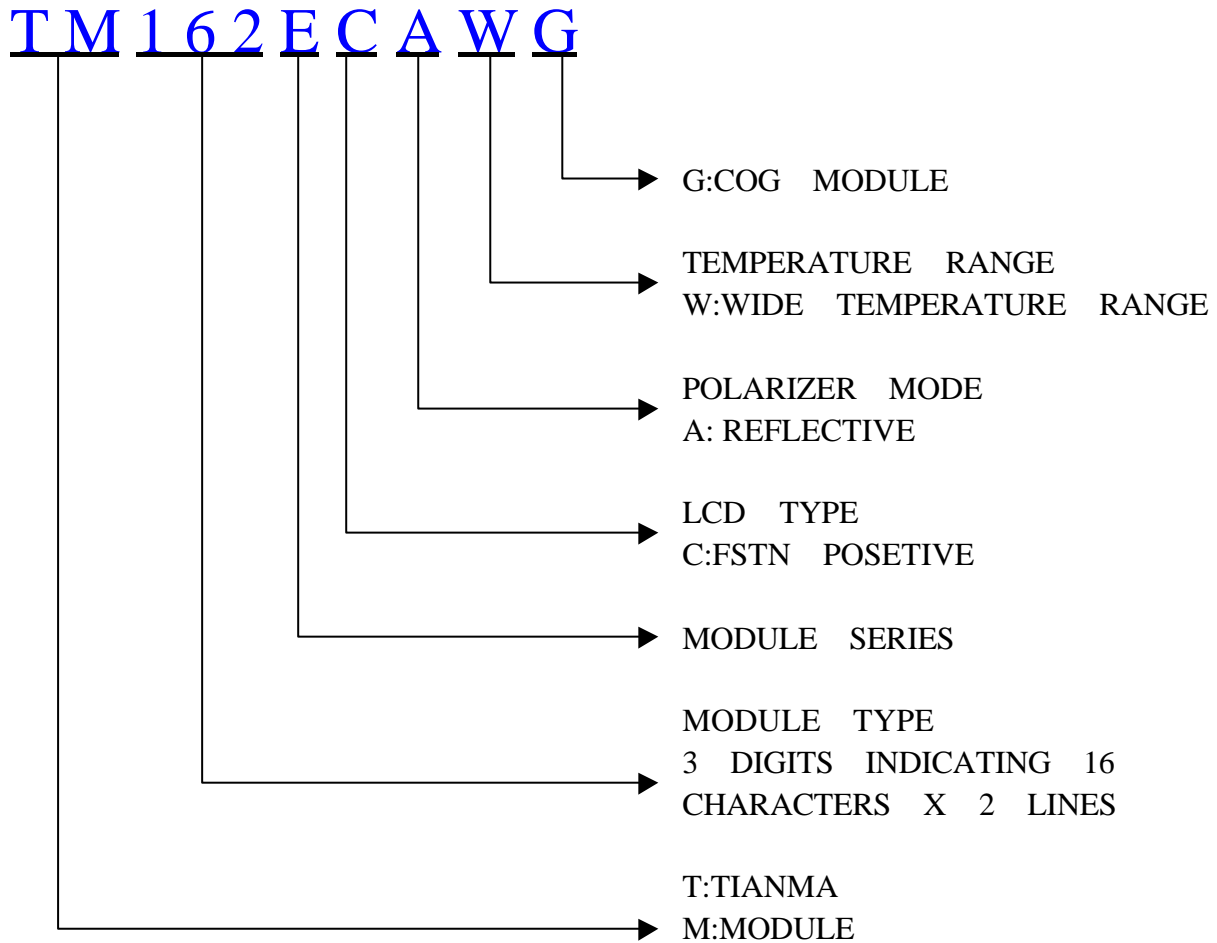 TM162ECAWG
G:COG MODULE
TEMPERATURE RANGE
W:WIDE TEMPERATURE RANGE
POLARIZER MODE
A: REFLECTIVE
LCD TYPE
C:FSTN POSETIVE
MODULE SERIES
MODULE TYPE
3 DIGITS INDICATING 16
CHARACTERS X 2 LINES
T:TIANMA
M:MODULE